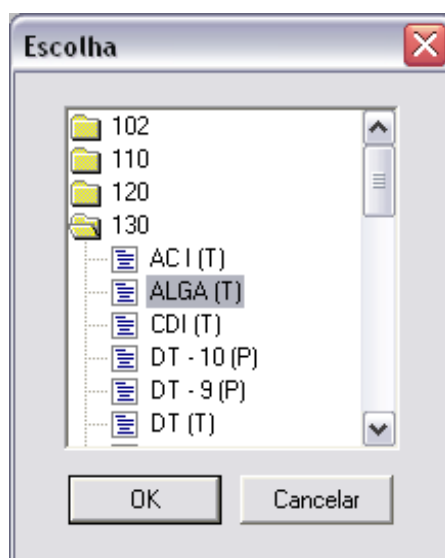 Escolha
102
110
120
130
AC I (T)
ALGA (T)
CDI (T)
DT - 10 (P)
DT - 9 (P)
DT (T)
OK
Cancelar